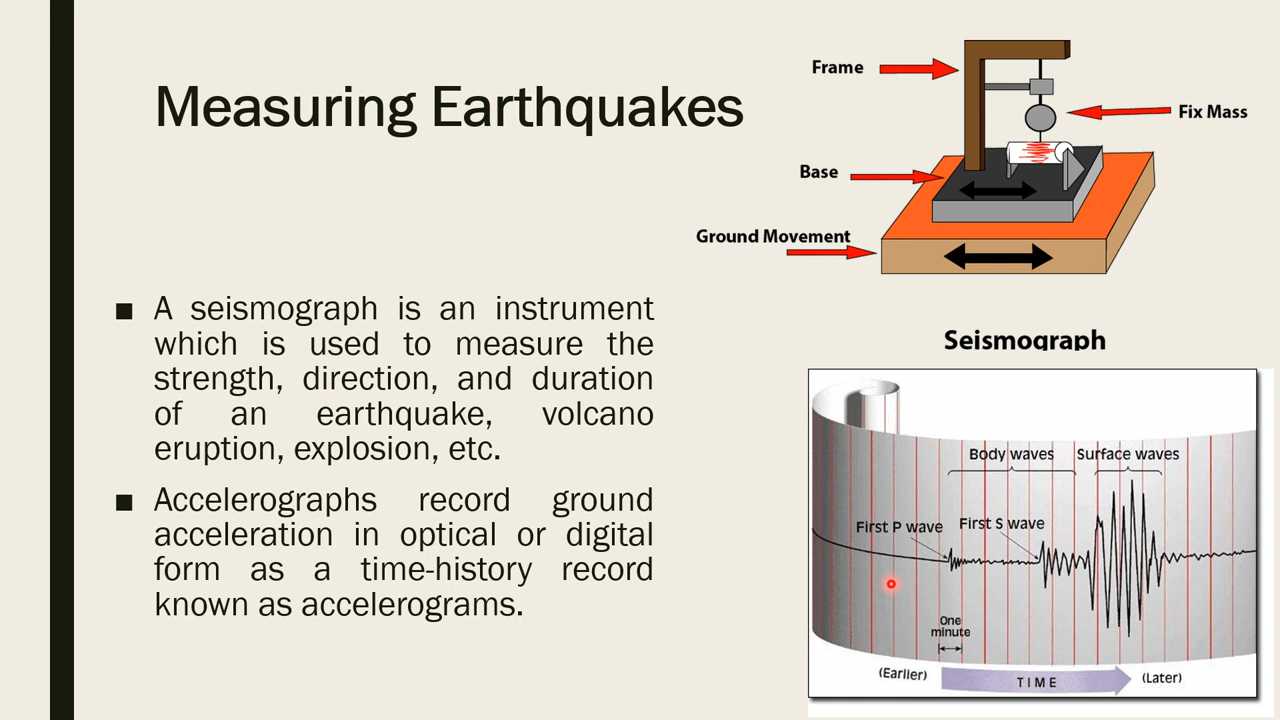 Measuring Earthquakes
■ A seismograph is an instrument
which is used to measure the
strength, direction, and duration
of an earthquake, volcano
eruption, explosion, etc.
■ Accelerographs record ground
acceleration in optical or digital
form as a time-history record
known as accelerograms.
Frame
Fix Mass
Base
Ground Movement
Seismograph
Body waves
Surface waves
First P wave
First S wave
One
minute
(Earlier)
TIME
(Later)